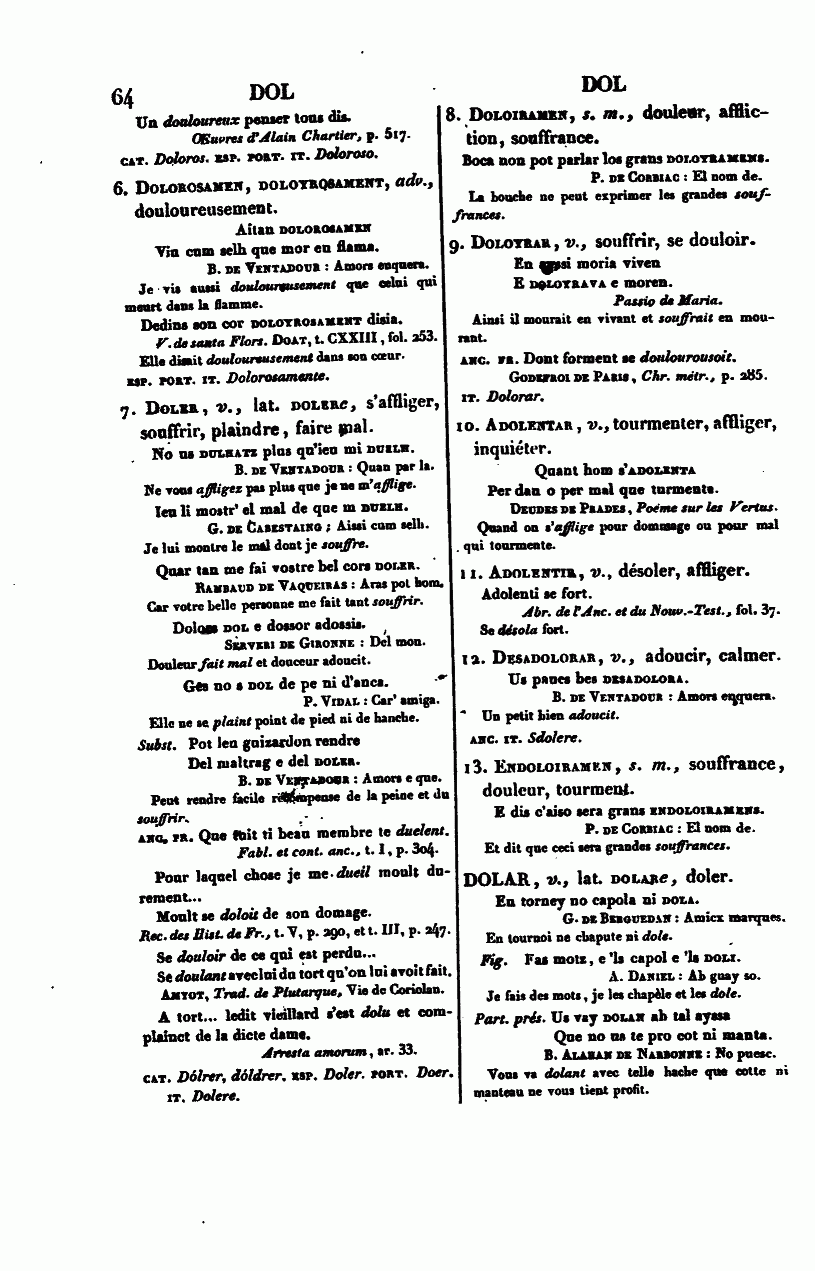 64
DOL
DOL
Un douloureux penser tous dis.
Œuvres d'Alain Chartier, p. 517.
CAT. Doloros. ESP. PORT. IT. Doloroso.
6. DOLOROSAMEN, DOLOYROSAMENT, adv.,
douloureusement.
Aitan DOLOROSAMEN
Viu cum selh que mor en flama.
B. DE VENTADOUR : Amors enquera.
Je vis aussi douloureusement que celui qui
meurt dans la flamme.
Dedins son cor DOLOYROSAMENT disia.
V. de santa Flors. DOAT, t. CXXIII, fol. 253.
Elle disait douloureusement dans son cœur.
ESP. PORT. IT. Dolorosamente.
7. DOLER, v., lat. DOLERe, s'affliger,
souffrir, plaindre, faire mal.
No us DULHATZ plus qu'ieu mi DUELH.
B. DE VENTADOUR : Quan par la.
Ne vous affligez pas plus que je ne m'afflige.
Ieu li mostr' el mal de que m DUELH.
G. DE CABESTAING ; Aissi cum selh.
Je lui montre le mal dont je souffre.
Quar tan me fai vostre bel cors DOLER.
RAMBAUD DE VAQUEIRAS : Aras pot hom.
Car votre belle personne me fait tant souffrir.
Dolors DOL e dossor adossis.
SERVERI DE GIRONNE : Del mon.
Douleur fait mal et douceur adoucit.
Ges no s DOL de pe ni d'anca.
P. VIDAL : Car' amiga.
Elle ne se plaint point de pied ni de hanche.
Subst. Pot leu guizardon rendre
Del maltrag e del DOLER.
B. DE VENTADOUR : Amors e que.
Peut rendre facile récompense de la peine et du
souffrir.
ANC. FR. Que fuit ti beau membre te duelent.
Fabl. et cont. anc., t. I, p. 304.
Pour laquel chose je me dueil moult du-
rement...
Moult se doloit de son domage.
Rec. des Hist. de Fr., t. V, p. 290, et t. III, p. 247.
Se douloir de ce qui est perdu...
Se doulant avec lui du tort qu'on lui avoit fait.
AMYOT, Trad. de Plutarque, Vie de Coriolan.
A tort... ledit vieillard s'est dolu et com-
plainct de la dicte dame.
Arresta amorum, ar. 33.
CAT. Dólrer, dóldrer. ESP. Doler. PORT. Doer.
IT. Dolere.
8. DOLOIRAMEN, s. m., douleur, afflic-
tion, souffrance.
Boca non pot parlar los grans DOLOYRAMENS.
P. DE CORBIAC : El nom de.
La bouche ne peut exprimer les grandes souf-
frances.
9. DOLOYRAR, v., souffrir, se douloir.
En aissi moria viven
E DOLOYRAVA e moren.
Passio de Maria.
Ainsi il mourait en vivant et souffrait en mou-
rant.
ANC. FR. Dont forment se doulourousoit.
GODEFROI DE PARIS, Chr. métr., p. 285.
IT. Dolorar.
10. ADOLENTAR, v., tourmenter, affliger,
inquiéter.
Quant hom s'ADOLENTA
Per dan o per mal que turmenta.
DEUDES DE PRADES, Poëme sur les Vertus.
Quand on s'afflige pour dommage ou pour mal
qui tourmente.
11. ADOLENTIR, v., désoler, affliger.
Adolenti se fort.
Abr. de l'Anc. et du Nouv.-Test., fol. 37.
Se désola fort.
12. DESADOLORAR, v., adoucir, calmer.
Us paucs bes DESADOLORA.
B. DE VENTADOUR : Amors enquera.
Un petit bien adoucit.
ANC. IT. Sdolere.
13. ENDOLOIRAMEN, s. m., souffrance,
douleur, tourment.
E dis c'aiso sera grans ENDOLOIRAMENS.
P. DE CORBIAC : El nom de.
Et dit que ceci sera grandes souffrances.
DOLAR, v., lat. DOLARe, doler.
En torney no capola ni DOLA.
G. DE BERGUEDAN : Amicx marques.
En tournoi ne chapute ni dole.
Fig. Fas motz, e 'ls capol e 'ls DOLI.
A. DANIEL : Ab guay so.
Je fais des mots, je les chapèle et les dole.
Part. prés. Us vay DOLAN ab tal ayssa
Que no us te pro cot ni manta.
B. ALAHAN DE NARBONNE : No puesc.
Vous va dolant avec telle hache que cotte ni
manteau ne vous tient profit.